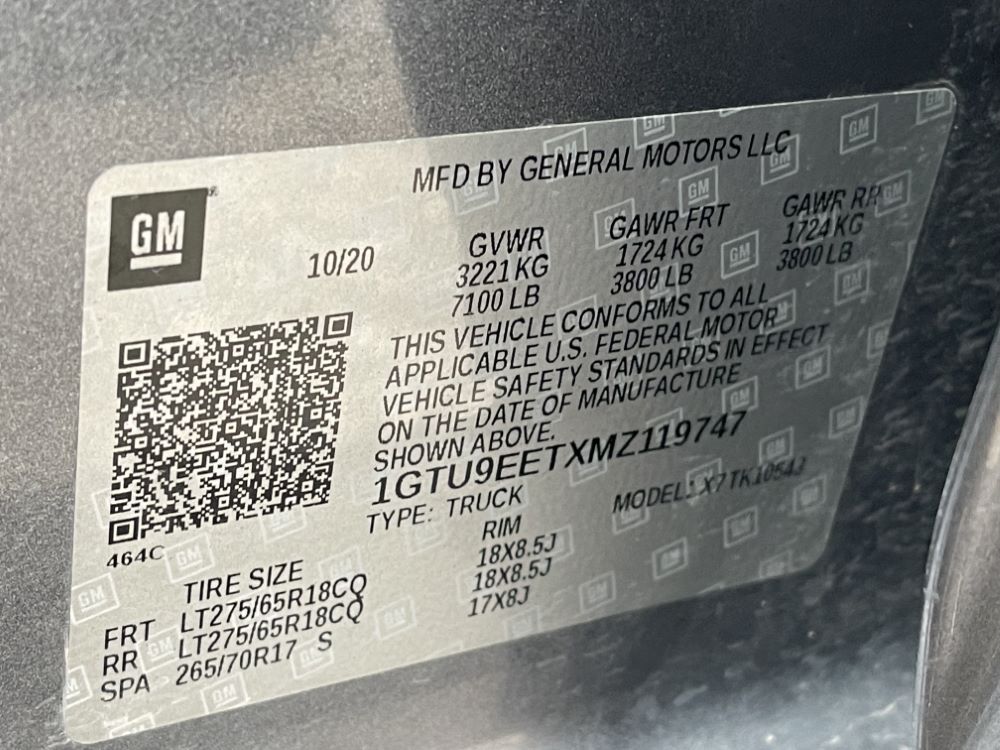 GM
MFD BY GENERAL MOTORS LLC
10/20
GVWR GAWR FRT GAWR RR
3221 KG 1724 KG 1724 KG
7100 LB 3800 LB 3800 LB
THIS VEHICLE CONFORMS TO ALL
APPLICABLE U.S. FEDERAL MOTOR
VEHICLE SAFETY STANDARDS IN EFFECT
ON THE DATE OF MANUFACTURE
SHOWN ABOVE.
1GTU9EETXMZ119747
TYPE: TRUCK MODEL:
464C
TIRE SIZE RIM
FRT LT275/65R18CQ 18X8.5J
RR LT275/65R18CQ 18X8.5J
SPA 265/70R17 S 17X8J